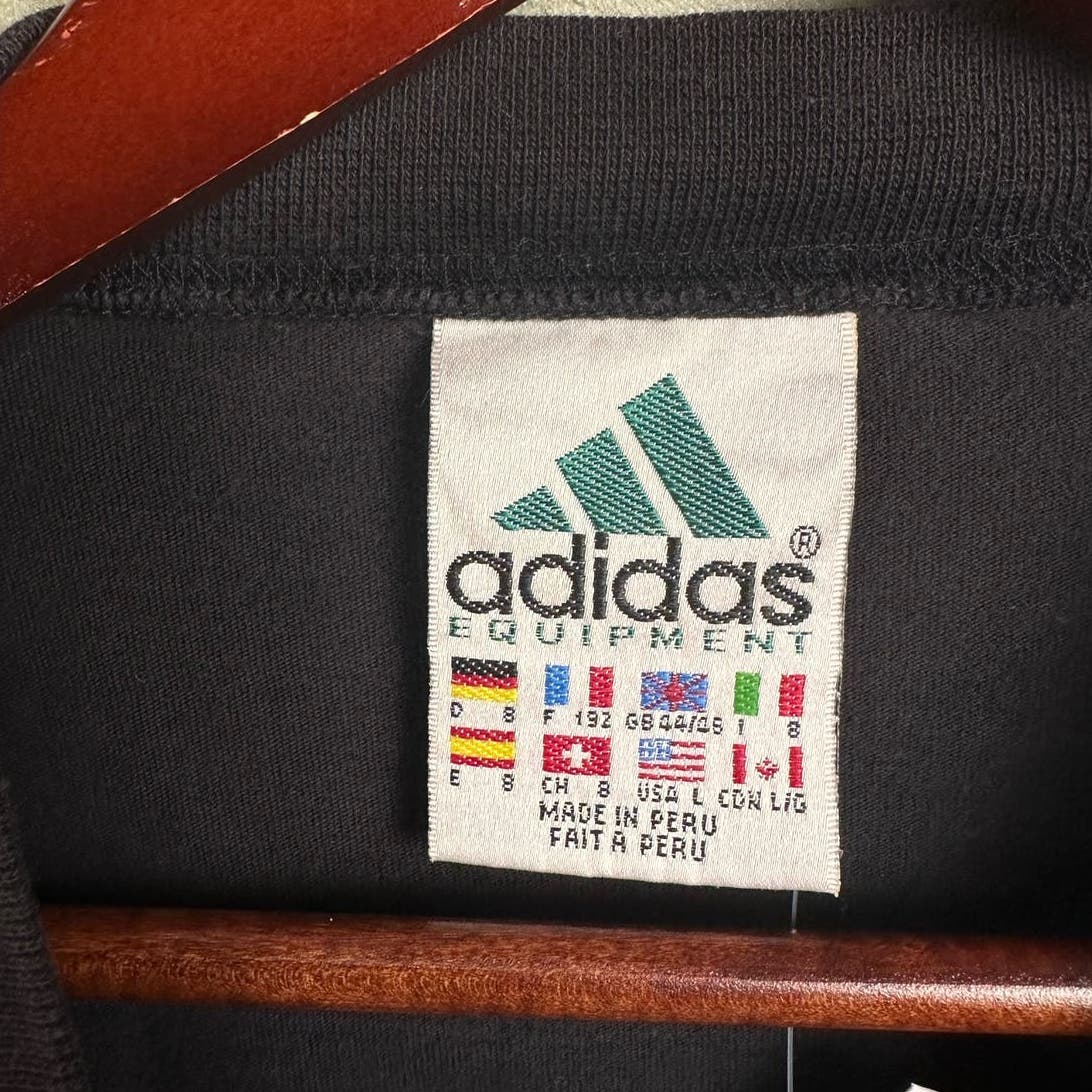 adidas®
EQUIPMENT
D 8 F 192 GB 44/46 I 8
E 8 CH 8 USA L CDN L/G
MADE IN PERU
FAIT A PERU